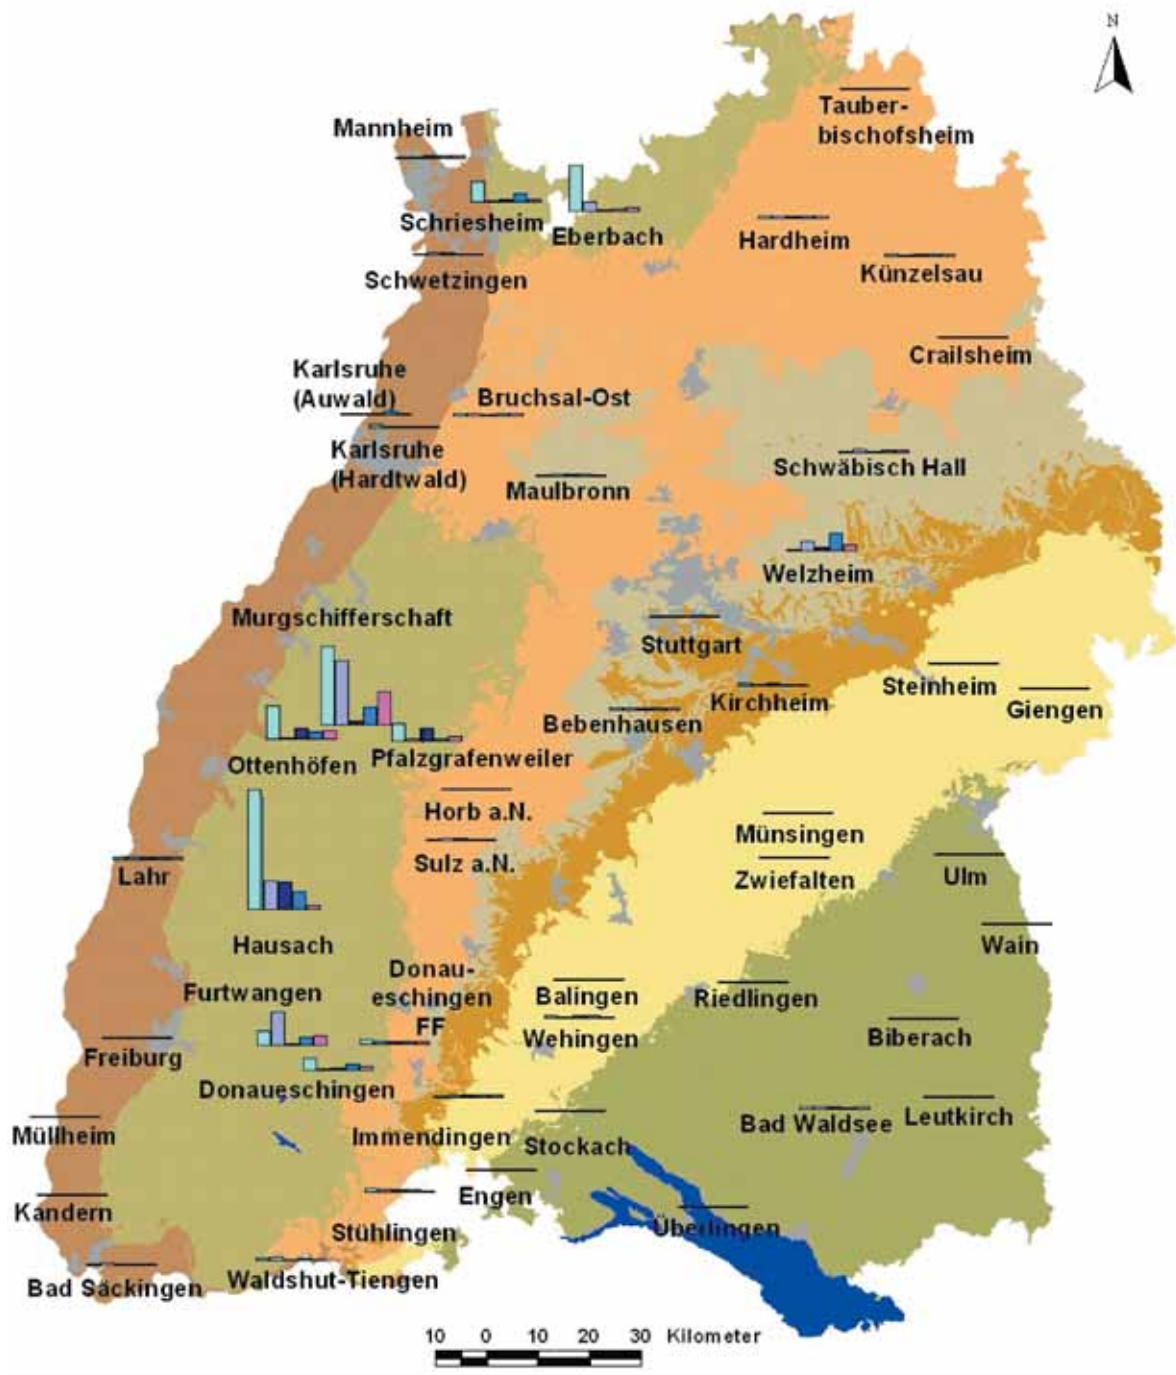 N
Tauber-
bischofsheim
Mannheim
Schriesheim
Eberbach
Hardheim
Schwetzingen
Künzelsau
Crailsheim
Karlsruhe
(Auwald)
Bruchsal-Ost
Karlsruhe
(Hardtwald)
Schwäbisch Hall
Maulbronn
Welzheim
Murgschifferschaft
Stuttgart
Steinheim
Kirchheim
Giengen
Bebenhausen
Ottenhöfen
Pfalzgrafenweiler
Horb a.N.
Münsingen
Sulz a.N.
Lahr
Zwiefalten
Ulm
Hausach
Wain
Donau-
eschingen
FF
Furtwangen
Balingen
Riedlingen
Wehingen
Biberach
Freiburg
Donaueschingen
Leutkirch
Bad Waldsee
Müllheim
Immendingen
Stockach
Engen
Kandern
Stühlingen
Überlingen
Bad Säckingen
Waldshut-Tiengen
10 0 10 20 30 Kilometer